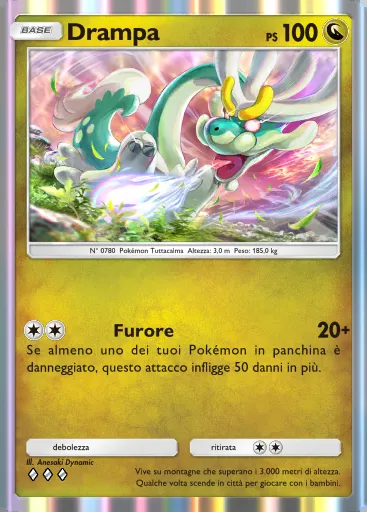 BASE Drampa PS 100
N° 0780 Pokémon Tuttacalma Altezza: 3,0 m Peso: 185,0 kg
Furore 20+
Se almeno uno dei tuoi Pokémon in panchina è
danneggiato, questo attacco infligge 50 danni in più.
debolezza ritirata
Ill. Anesaki Dynamic
Vive su montagne che superano i 3.000 metri di altezza.
Qualche volta scende in città per giocare con i bambini.